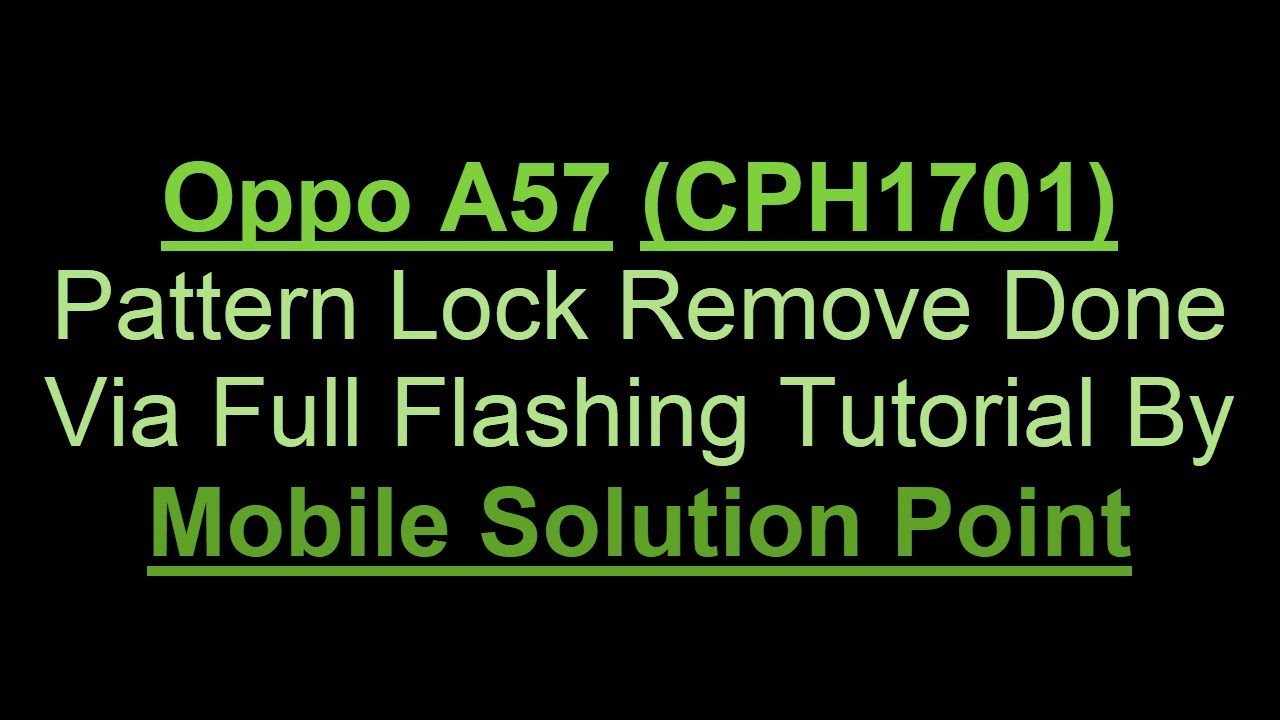 Oppo A57 (CPH1701)
Pattern Lock Remove Done
Via Full Flashing Tutorial By
Mobile Solution Point